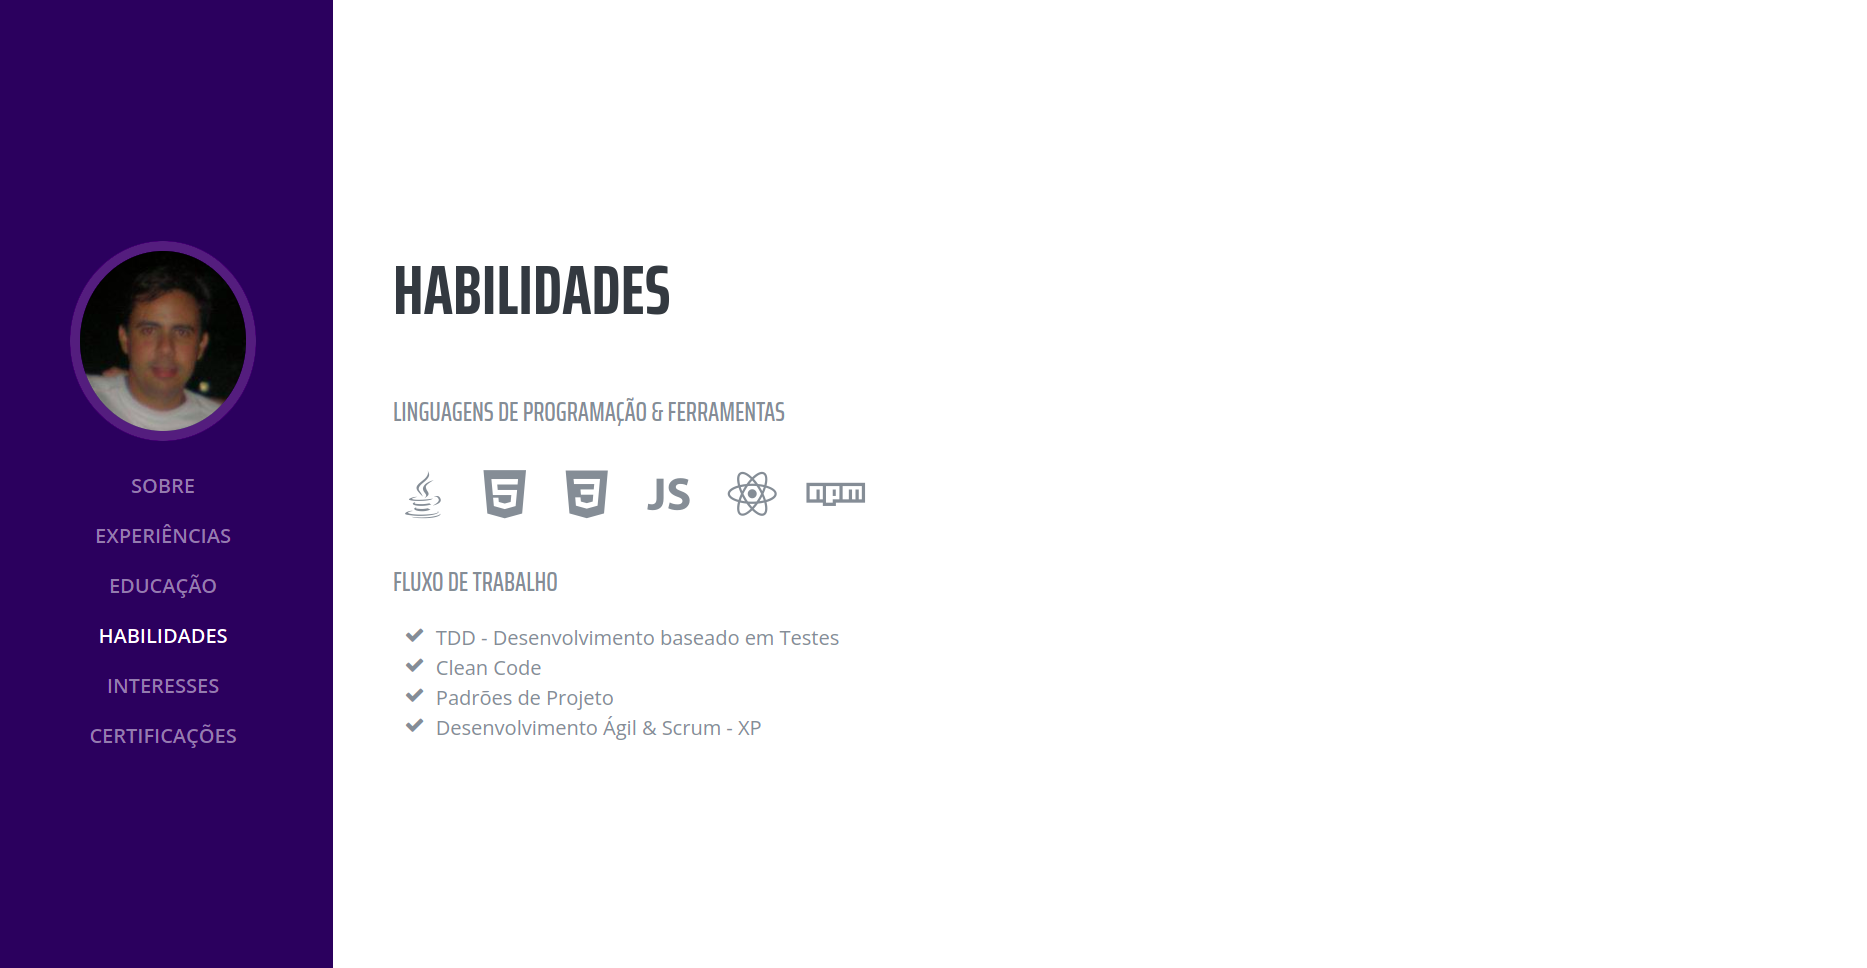 SOBRE
EXPERIÊNCIAS
EDUCAÇÃO
HABILIDADES
INTERESSES
CERTIFICAÇÕES
HABILIDADES
LINGUAGENS DE PROGRAMAÇÃO & FERRAMENTAS
5 3 JS npm
FLUXO DE TRABALHO
TDD - Desenvolvimento baseado em Testes
Clean Code
Padrões de Projeto
Desenvolvimento Ágil & Scrum - XP